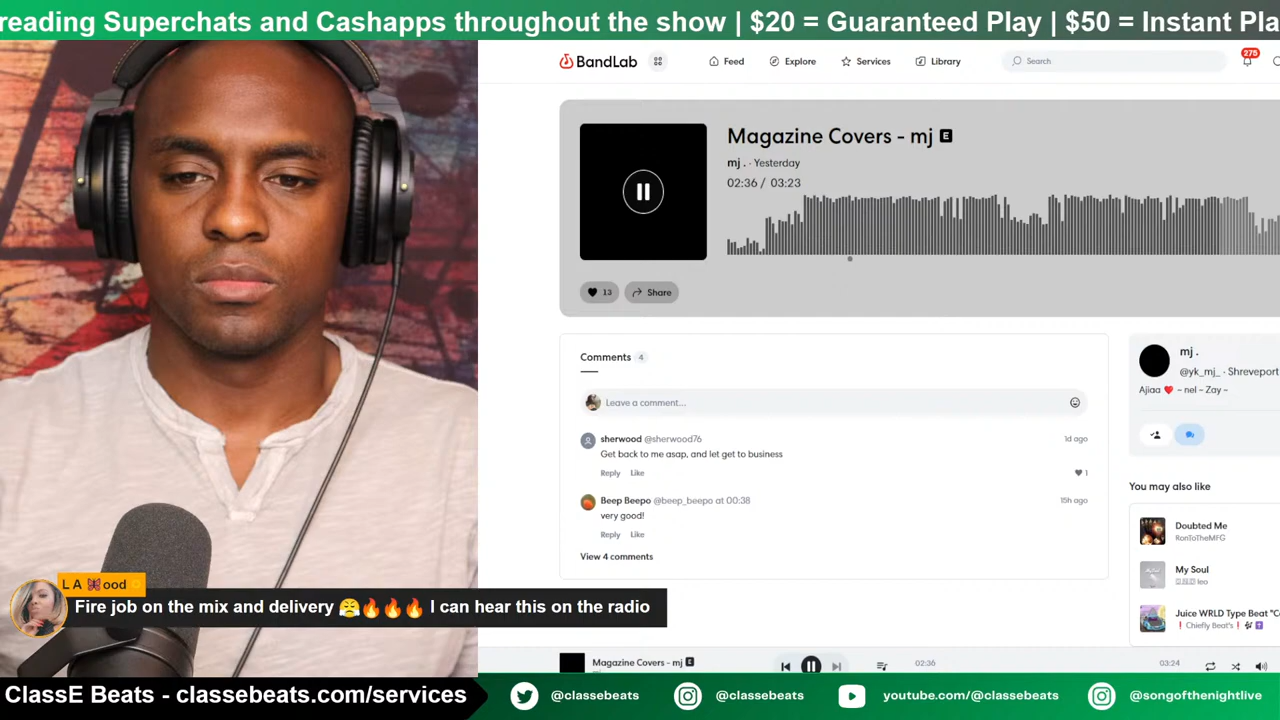 reading Superchats and Cashapps throughout the show | $20 = Guaranteed Play | $50 = Instant Pla
BandLab
Feed
Explore
Services
Library
Search
275
Magazine Covers - mj E
mj . · Yesterday
02:36 / 03:23
13
Share
Comments 4
Leave a comment...
sherwood @sherwood76
1d ago
Get back to me asap, and let get to business
Reply Like
1
Beep Beepo @beep_beepo at 00:38
15h ago
very good!
Reply Like
View 4 comments
mj .
@yk_mj_ · Shreveport
Ajiaa ❤️ ~ nel ~ Zay ~
You may also like
Doubted Me
RonToTheMFG
My Soul
leo
Juice WRLD Type Beat "C
❗ Chiefly Beat's❗
L A 🦋ood
Fire job on the mix and delivery 😤🔥🔥🔥 I can hear this on the radio
Magazine Covers - mj E
02:36
03:24
ClassE Beats - classebeats.com/services
@classebeats
@classebeats
youtube.com/@classebeats
@songofthenightlive